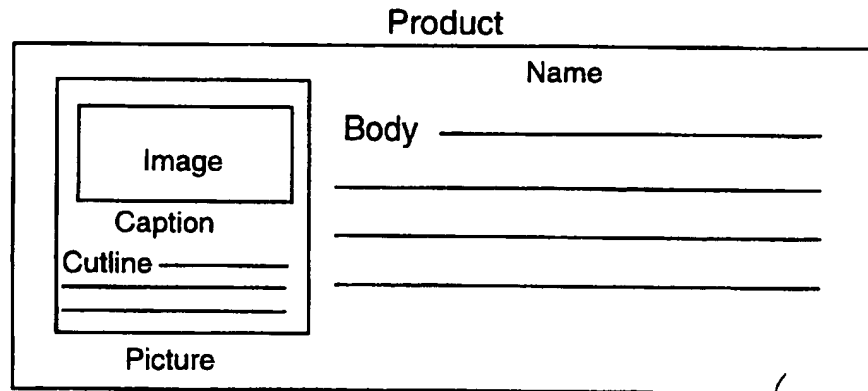 Product
Name
Body
Image
Caption
Cutline
Picture